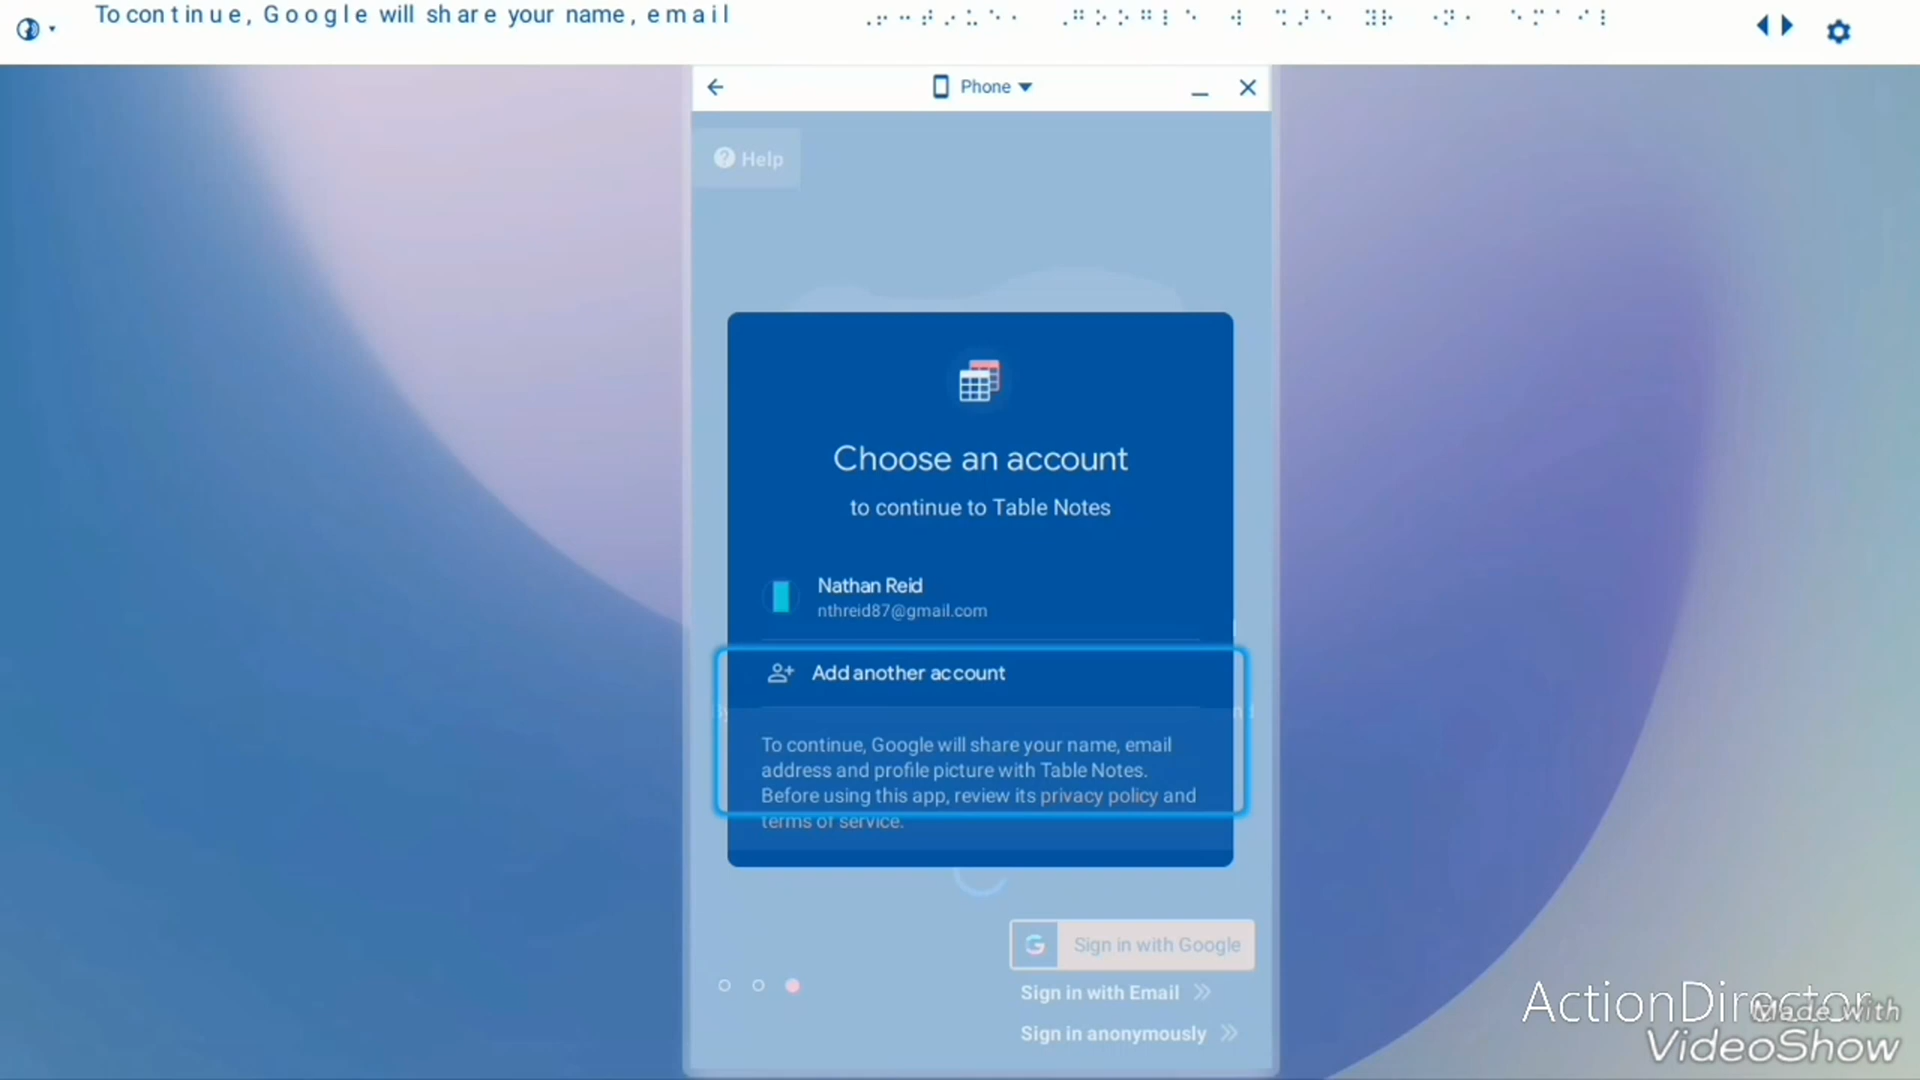 To continue, Google will share your name, email
Phone
Help
Choose an account
to continue to Table Notes
Nathan Reid
nthreid87@gmail.com
Add another account
To continue, Google will share your name, email
address and profile picture with Table Notes.
Before using this app, review its privacy policy and
terms of service.
Sign in with Google
Sign in with Email
Sign in anonymously
ActionDirector
Made with
VideoShow